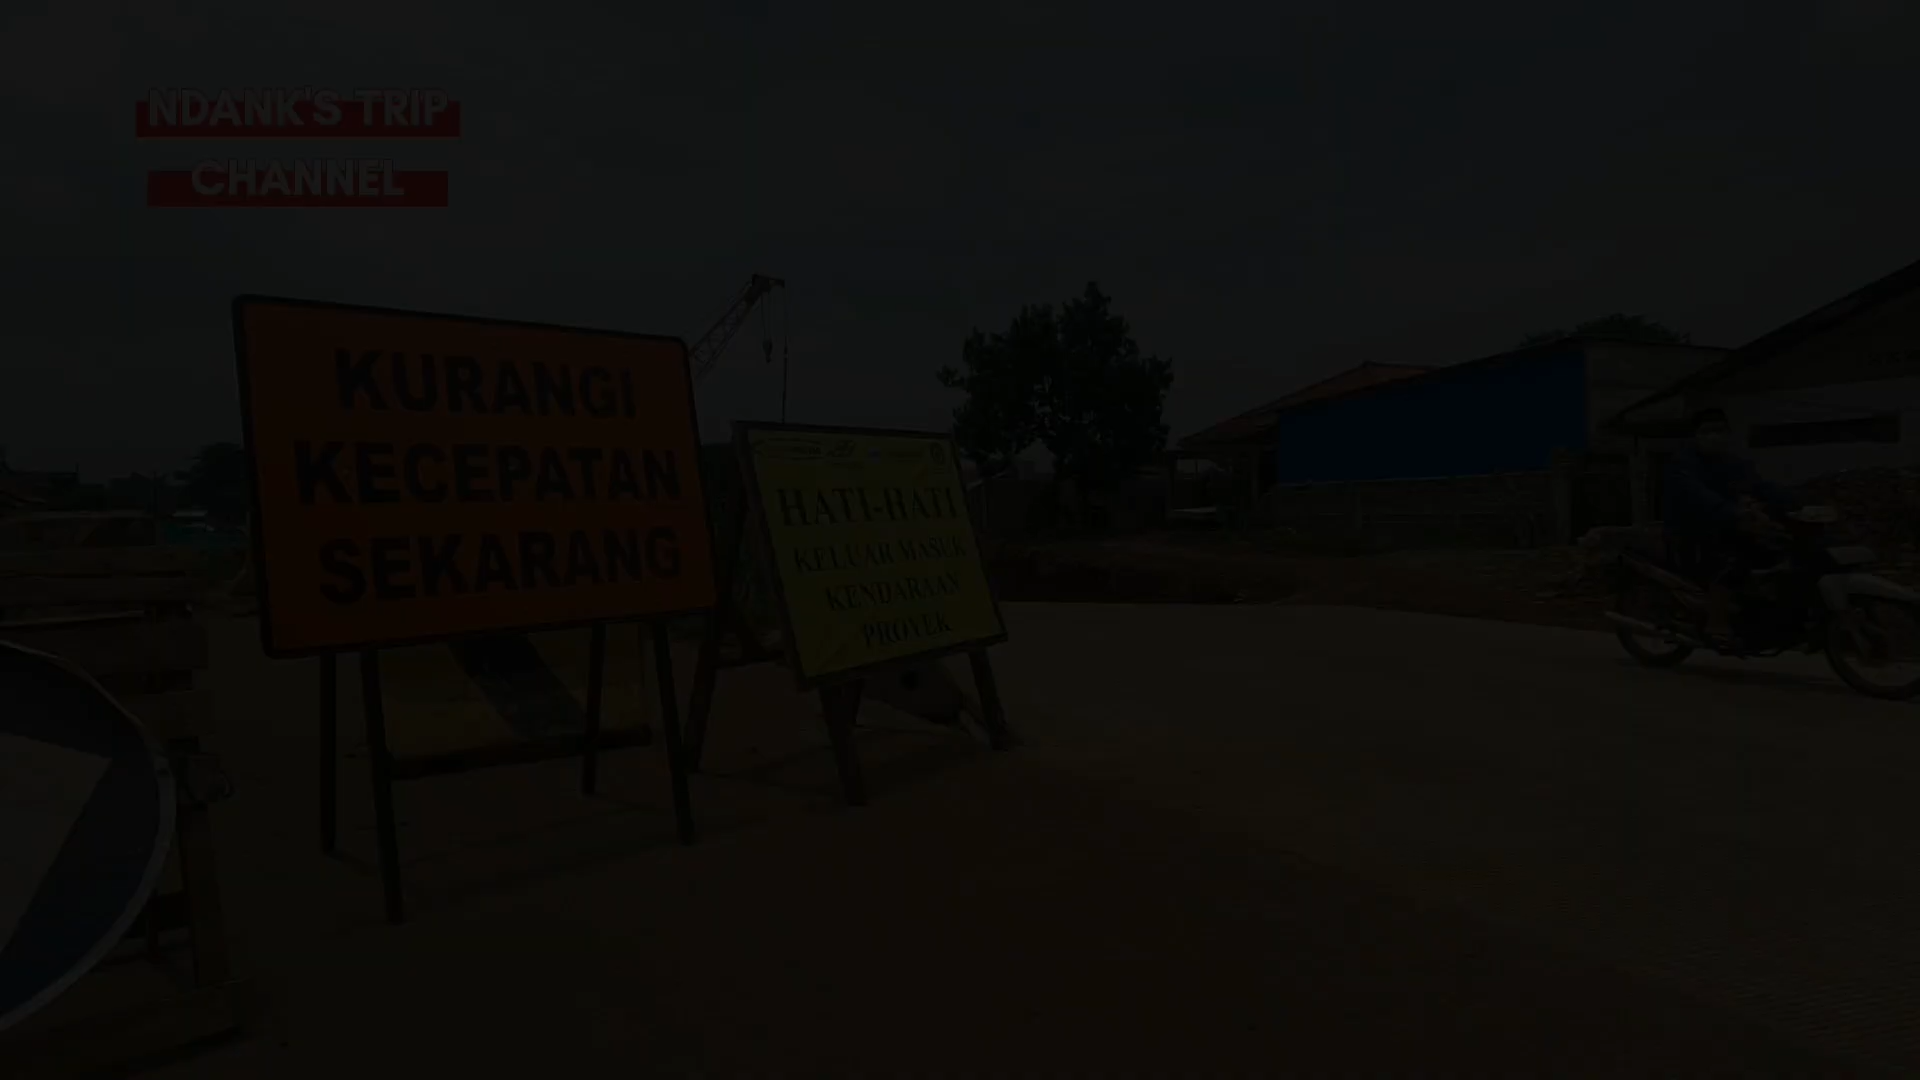 NDANK'S TRIP
CHANNEL
KURANGI
KECEPATAN
SEKARANG
HATI-HATI
KELUAR MASUK
KENDARAAN
PROYEK